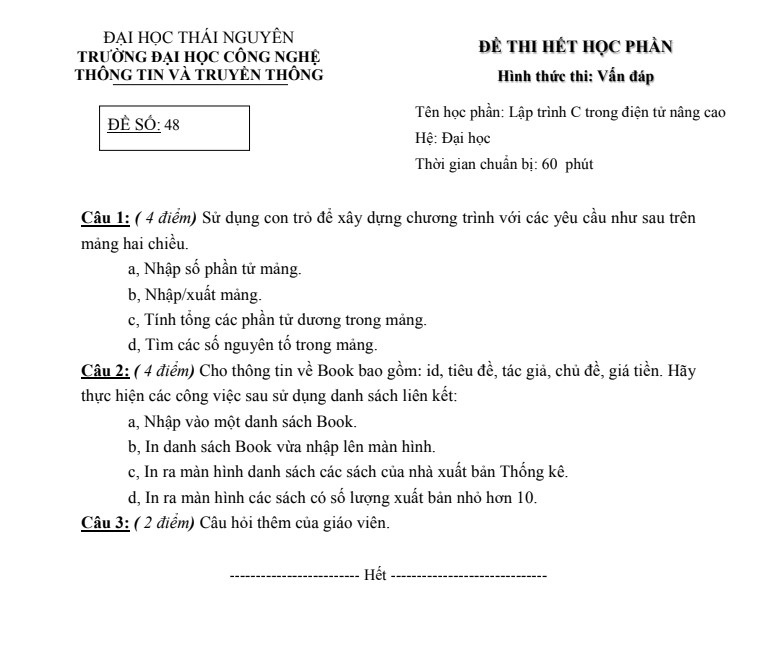 ĐẠI HỌC THÁI NGUYÊN
TRƯỜNG ĐẠI HỌC CÔNG NGHỆ
THÔNG TIN VÀ TRUYỀN THÔNG
ĐỀ SỐ: 48
ĐỀ THI HẾT HỌC PHẦN
Hình thức thi: Vấn đáp
Tên học phần: Lập trình C trong điện tử nâng cao
Hệ: Đại học
Thời gian chuẩn bị: 60 phút
Câu 1: ( 4 điểm) Sử dụng con trỏ để xây dựng chương trình với các yêu cầu như sau trên
mảng hai chiều.
a, Nhập số phần tử mảng.
b, Nhập/xuất mảng.
c, Tính tổng các phần tử dương trong mảng.
d, Tìm các số nguyên tố trong mảng.
Câu 2: ( 4 điểm) Cho thông tin về Book bao gồm: id, tiêu đề, tác giả, chủ đề, giá tiền. Hãy
thực hiện các công việc sau sử dụng danh sách liên kết:
a, Nhập vào một danh sách Book.
b, In danh sách Book vừa nhập lên màn hình.
c, In ra màn hình danh sách các sách của nhà xuất bản Thống kê.
d, In ra màn hình các sách có số lượng xuất bản nhỏ hơn 10.
Câu 3: ( 2 điểm) Câu hỏi thêm của giáo viên.
------------------------- Hết ------------------------------